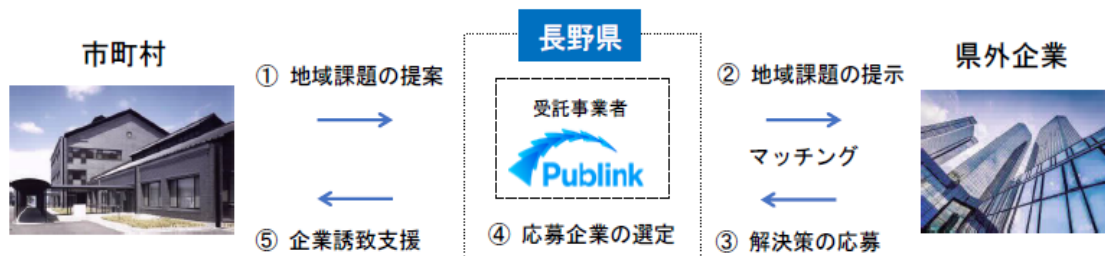 市町村
① 地域課題の提案
⑤ 企業誘致支援
長野県
受託事業者
Publink
④ 応募企業の選定
② 地域課題の提示
マッチング
③ 解決策の応募
県外企業